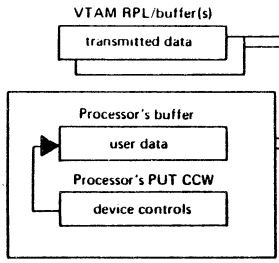 VTAM RPL/buffer(s)
transmitted data
Processor's buffer
user data
Processor's PUT CCW
device controls